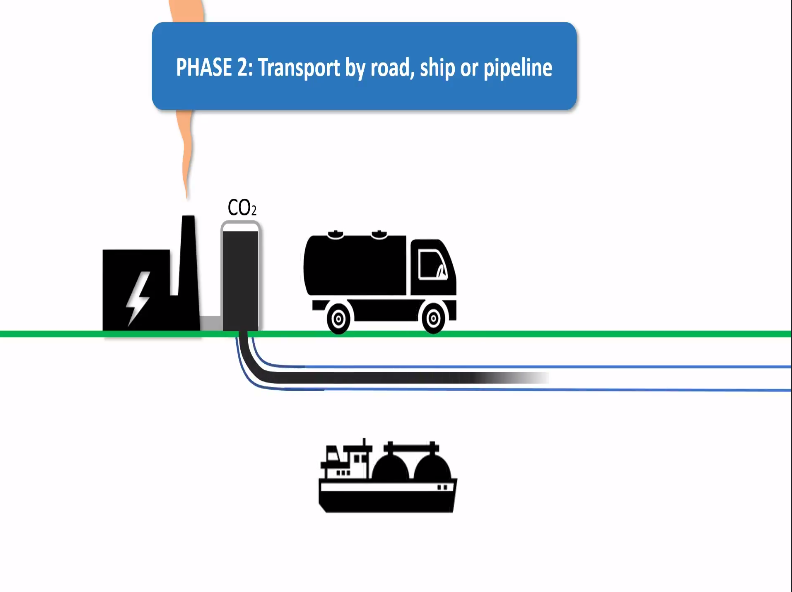 PHASE 2: Transport by road, ship or pipeline
CO₂